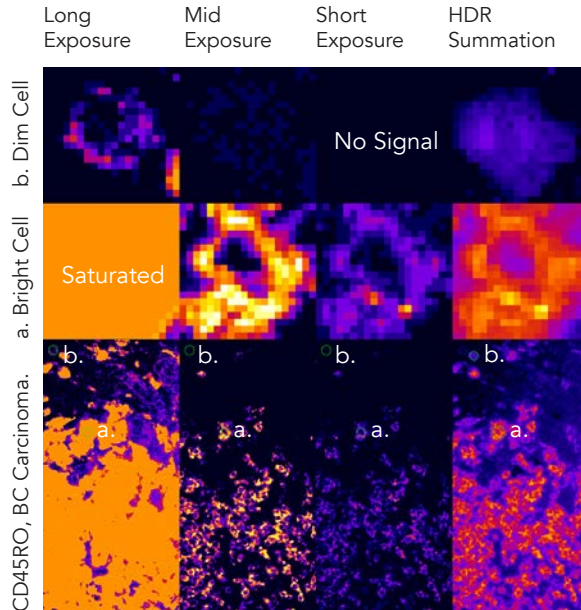 Long Exposure
Mid Exposure
Short Exposure
HDR Summation
b. Dim Cell
No Signal
a. Bright Cell
Saturated
CD45RO, BC Carcinoma.
b.
b.
b.
b.
a.
a.
a.
a.